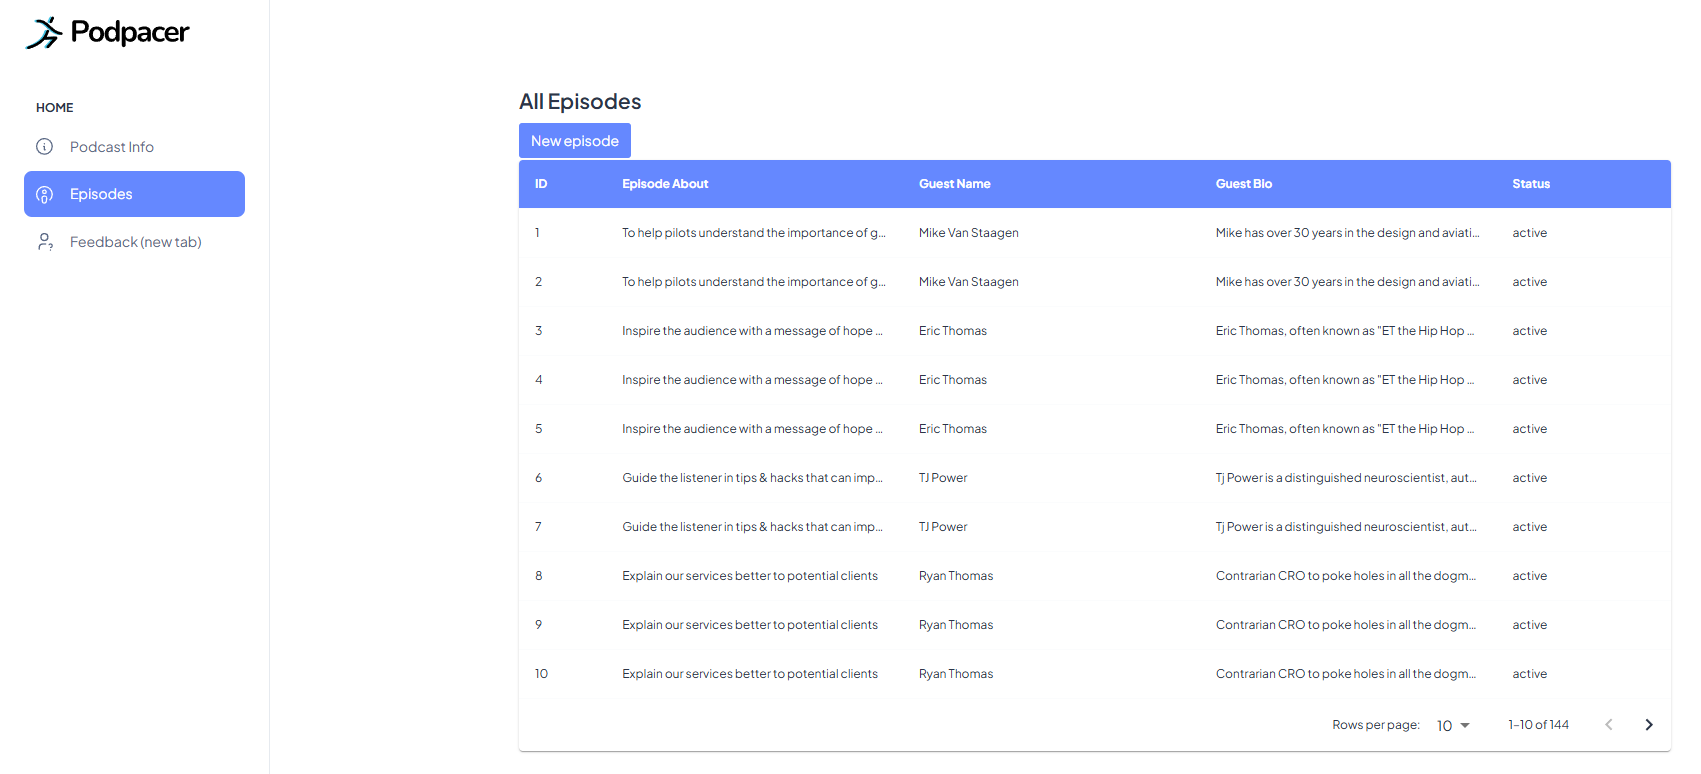 Podpacer
HOME
Podcast Info
Episodes
Feedback (new tab)
All Episodes
New episode
ID Episode About Guest Name Guest BIo Status
1 To help pilots understand the importance of g... Mike Van Staagen Mike has over 30 years in the design and aviati... active
2 To help pilots understand the importance of g... Mike Van Staagen Mike has over 30 years in the design and aviati... active
3 Inspire the audience with a message of hope ... Eric Thomas Eric Thomas, often known as "ET the Hip Hop ... active
4 Inspire the audience with a message of hope ... Eric Thomas Eric Thomas, often known as "ET the Hip Hop ... active
5 Inspire the audience with a message of hope ... Eric Thomas Eric Thomas, often known as "ET the Hip Hop ... active
6 Guide the listener in tips & hacks that can imp... TJ Power Tj Power is a distinguished neuroscientist, aut... active
7 Guide the listener in tips & hacks that can imp... TJ Power Tj Power is a distinguished neuroscientist, aut... active
8 Explain our services better to potential clients Ryan Thomas Contrarian CRO to poke holes in all the dogm... active
9 Explain our services better to potential clients Ryan Thomas Contrarian CRO to poke holes in all the dogm... active
10 Explain our services better to potential clients Ryan Thomas Contrarian CRO to poke holes in all the dogm... active
Rows per page: 10 1–10 of 144